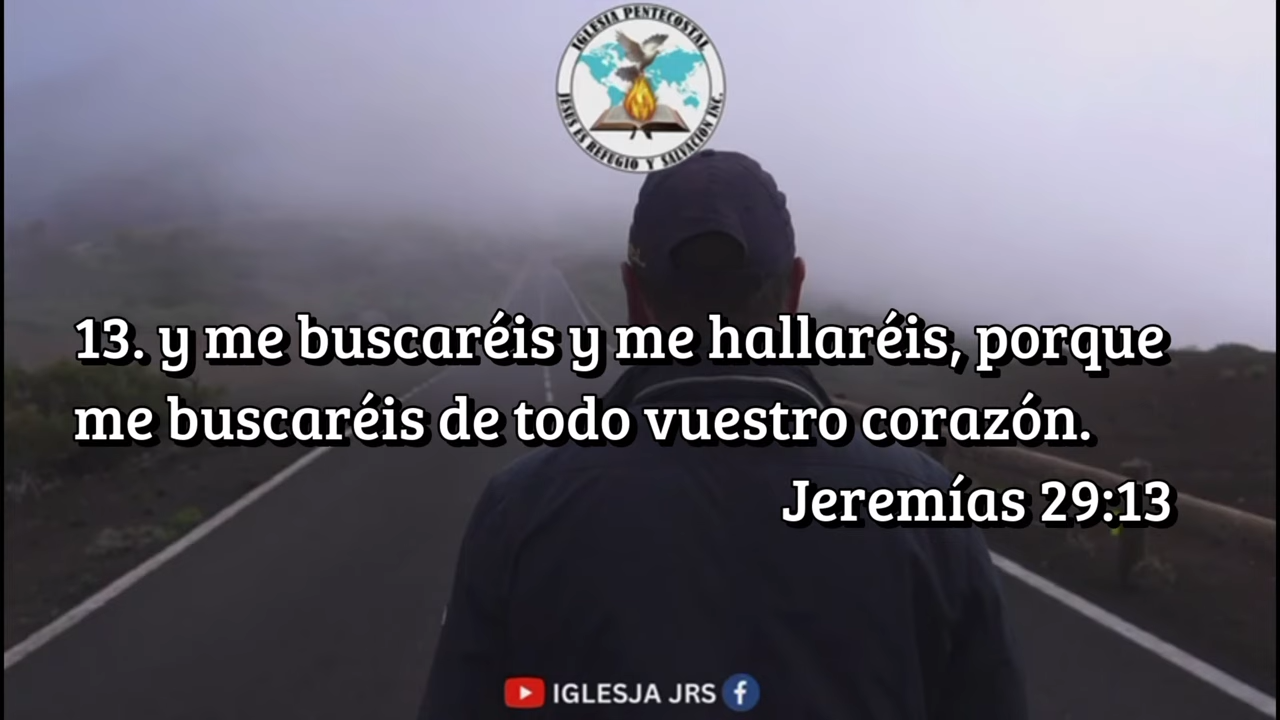 IGLESIA PENTECOSTAL
JESUS ES REFUGIO Y SALVACION INC.
13. y me buscaréis y me hallaréis, porque
me buscaréis de todo vuestro corazón.
Jeremías 29:13
IGLESJA JRS